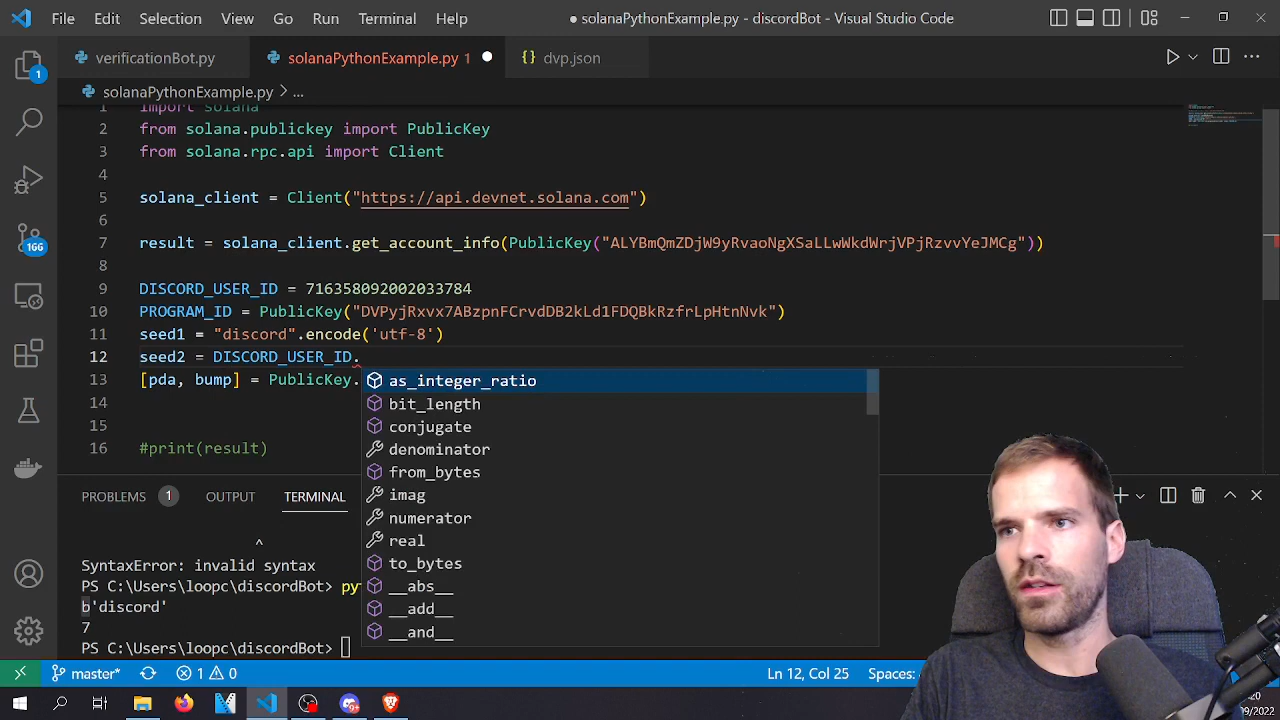 File Edit Selection View Go Run Terminal Help
● solanaPythonExample.py - discordBot - Visual Studio Code
verificationBot.py
solanaPythonExample.py 1
{} dvp.json
1
solanaPythonExample.py > ...
1 import solana
2 from solana.publickey import PublicKey
3 from solana.rpc.api import Client
4
5 solana_client = Client("https://api.devnet.solana.com")
6
7 result = solana_client.get_account_info(PublicKey("ALYBmQmZDjW9yRvaoNgXSaLLwWkdWrjVPjRzvvYeJMCg"))
8
9 DISCORD_USER_ID = 716358092002033784
10 PROGRAM_ID = PublicKey("DVPyjRxvx7ABzpnFCrvdDB2kLd1FDQBkRzfrLpHtnNvk")
11 seed1 = "discord".encode('utf-8')
12 seed2 = DISCORD_USER_ID.
13 [pda, bump] = PublicKey.
14
15
16 #print(result)
166
as_integer_ratio
bit_length
conjugate
denominator
from_bytes
imag
numerator
real
to_bytes
__abs__
__add__
__and__
PROBLEMS 1 OUTPUT TERMINAL
^
SyntaxError: invalid syntax
PS C:\Users\loopc\discordBot> py
b'discord'
7
PS C:\Users\loopc\discordBot>
master* 1 0
Ln 12, Col 25 Spaces: